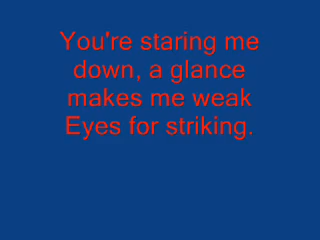 You're staring me
down, a glance
makes me weak
Eyes for striking.